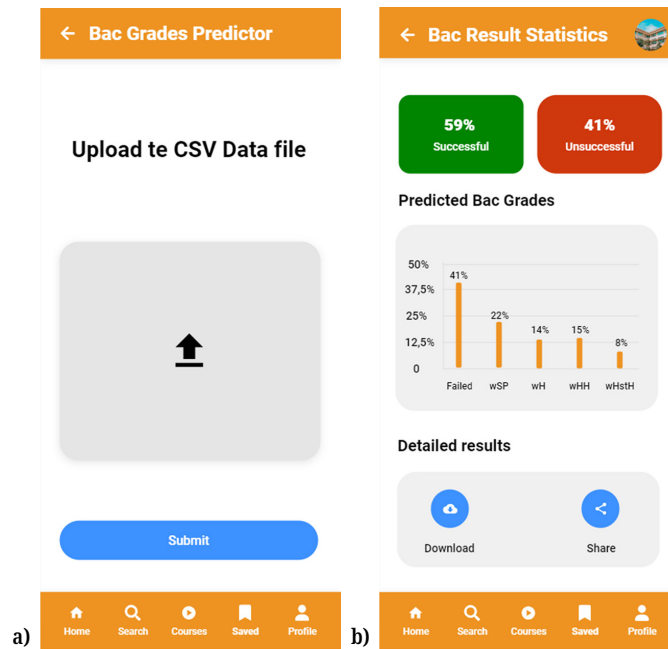 Bac Grades Predictor
Upload te CSV Data file
Submit
Home Search Courses Saved Profile
a)
Bac Result Statistics
59%
Successful
41%
Unsuccessful
Predicted Bac Grades
50%
37,5%
25%
12,5%
0
41%
22%
14%
15%
8%
Failed wSP wH wHH wHstH
Detailed results
Download Share
Home Search Courses Saved Profile
b)